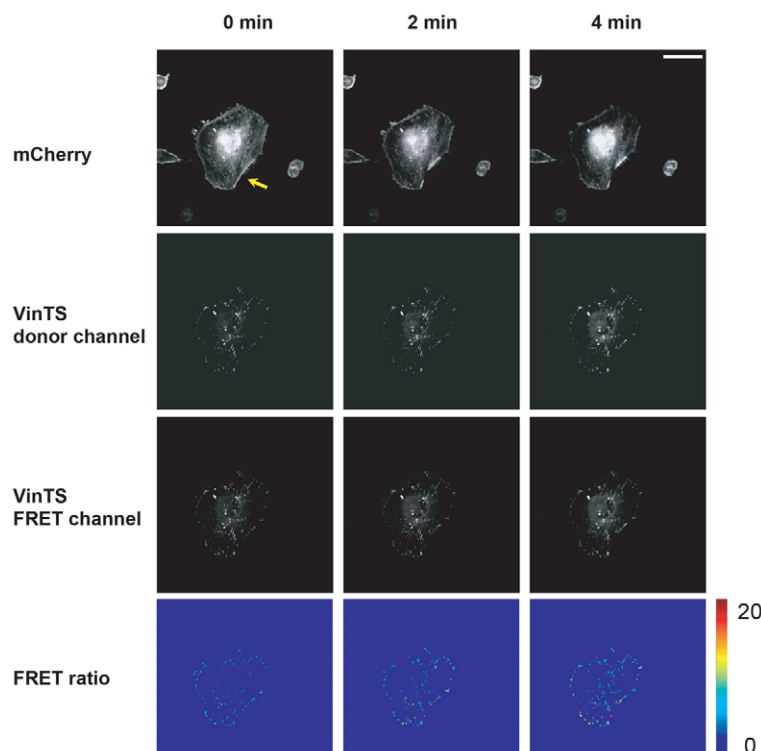 0 min 2 min 4 min
mCherry
VinTS
donor channel
VinTS
FRET channel
20
FRET ratio
0